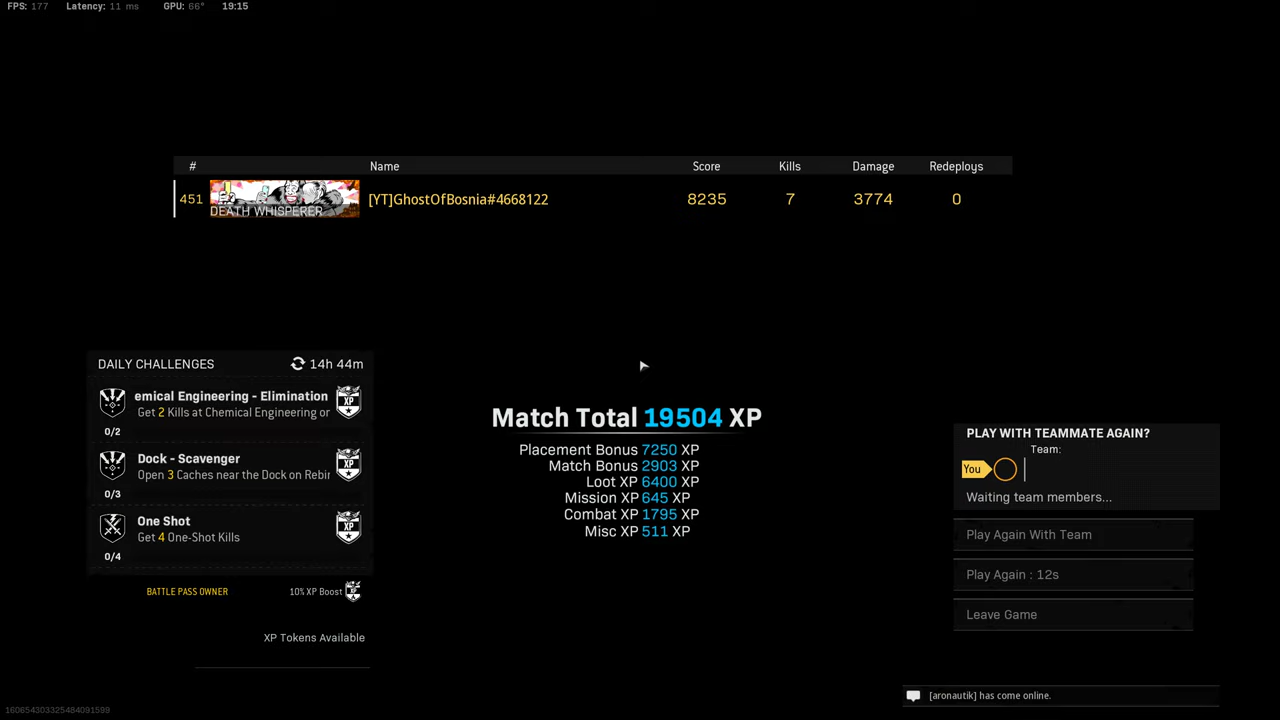 FPS: 177 Latency: 11 ms GPU: 66° 19:15
# Name Score Kills Damage Redeploys
451 DEATH WHISPERER [YT]GhostOfBosnia#4668122 8235 7 3774 0
DAILY CHALLENGES 14h 44m
emical Engineering - Elimination
Get 2 Kills at Chemical Engineering or
XP
0/2
Dock - Scavenger
Open 3 Caches near the Dock on Rebir
XP
0/3
One Shot
Get 4 One-Shot Kills
XP
0/4
BATTLE PASS OWNER 10% XP Boost
XP Tokens Available
Match Total 19504 XP
Placement Bonus 7250 XP
Match Bonus 2903 XP
Loot XP 6400 XP
Mission XP 645 XP
Combat XP 1795 XP
Misc XP 511 XP
PLAY WITH TEAMMATE AGAIN?
Team:
You
Waiting team members...
Play Again With Team
Play Again : 12s
Leave Game
[aronautik] has come online.
160654303325484091599